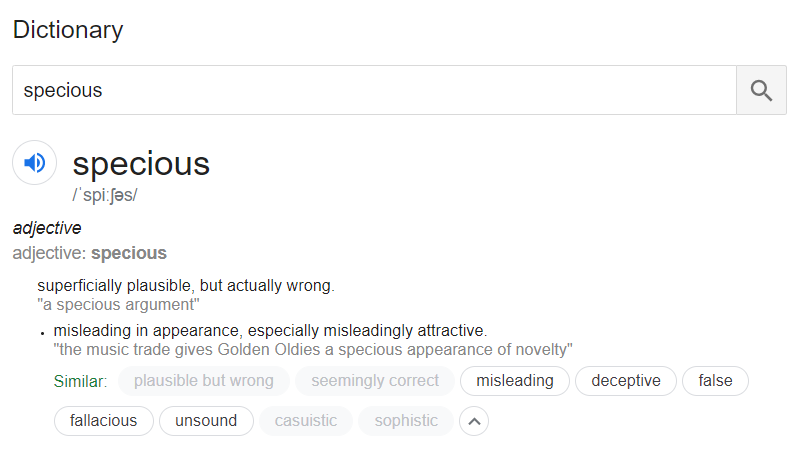 Dictionary
specious
specious
/ˈspiːʃəs/
adjective
adjective: specious
superficially plausible, but actually wrong.
"a specious argument"
• misleading in appearance, especially misleadingly attractive.
"the music trade gives Golden Oldies a specious appearance of novelty"
Similar: plausible but wrong seemingly correct misleading deceptive false
fallacious unsound casuistic sophistic